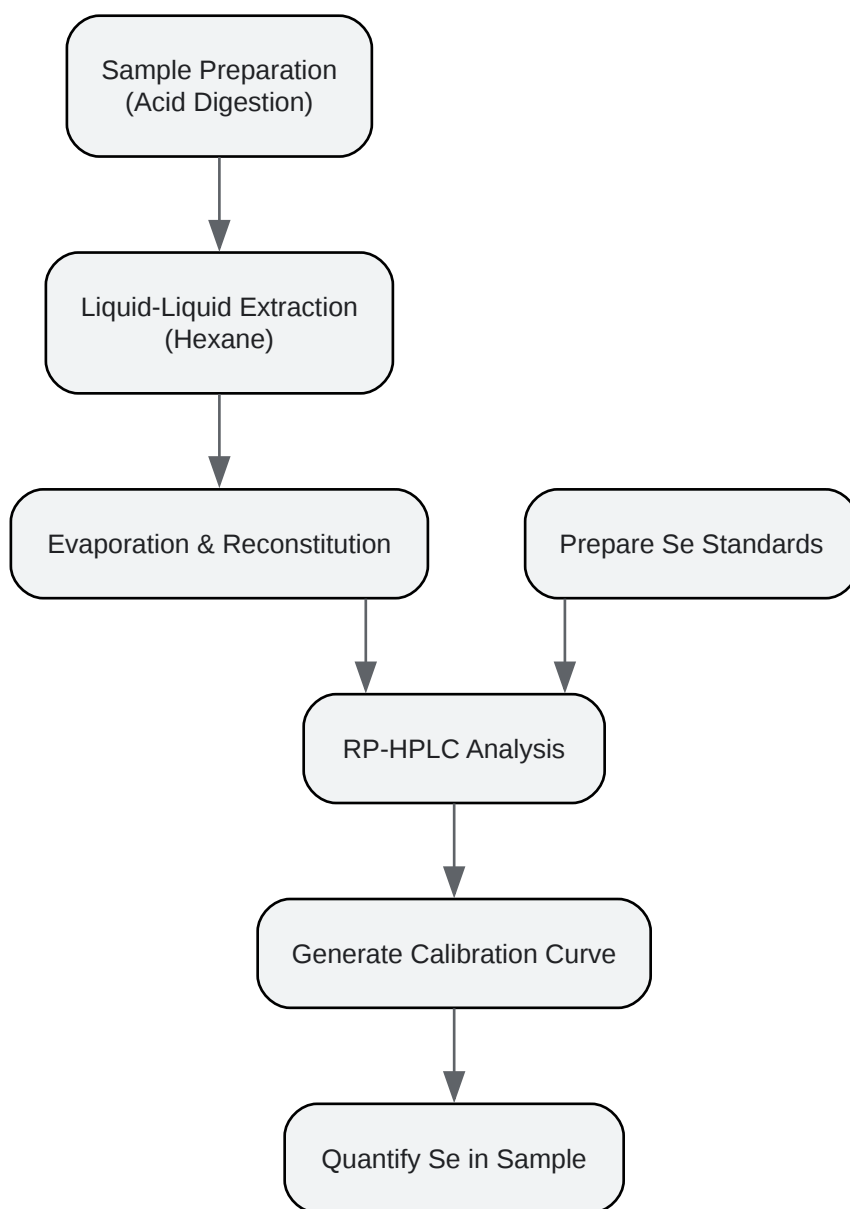 Sample Preparation
(Acid Digestion)
Liquid-Liquid Extraction
(Hexane)
Evaporation & Reconstitution
Prepare Se Standards
RP-HPLC Analysis
Generate Calibration Curve
Quantify Se in Sample